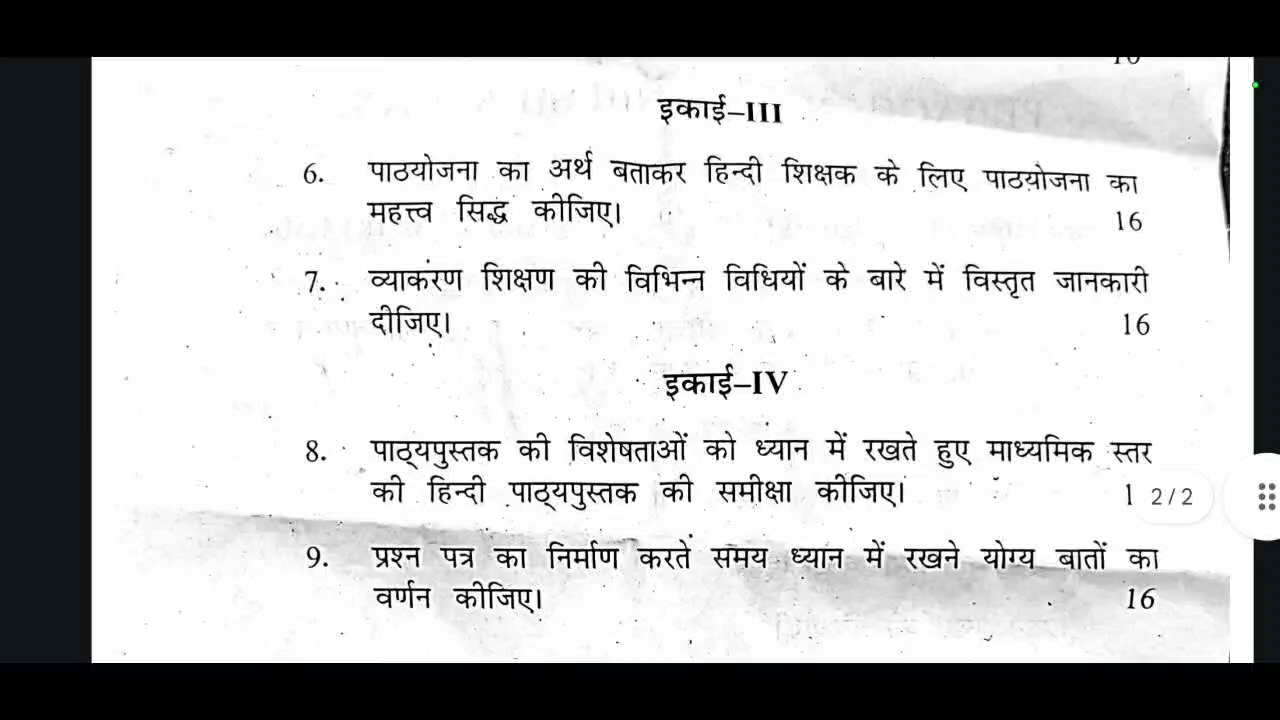 इकाई–III
6. पाठयोजना का अर्थ बताकर हिन्दी शिक्षक के लिए पाठयोजना का
महत्त्व सिद्ध कीजिए। 16
7. व्याकरण शिक्षण की विभिन्न विधियों के बारे में विस्तृत जानकारी
दीजिए। 16
इकाई–IV
8. पाठ्यपुस्तक की विशेषताओं को ध्यान में रखते हुए माध्यमिक स्तर
की हिन्दी पाठ्यपुस्तक की समीक्षा कीजिए। 1
2/2
9. प्रश्न पत्र का निर्माण करते समय ध्यान में रखने योग्य बातों का
वर्णन कीजिए। 16